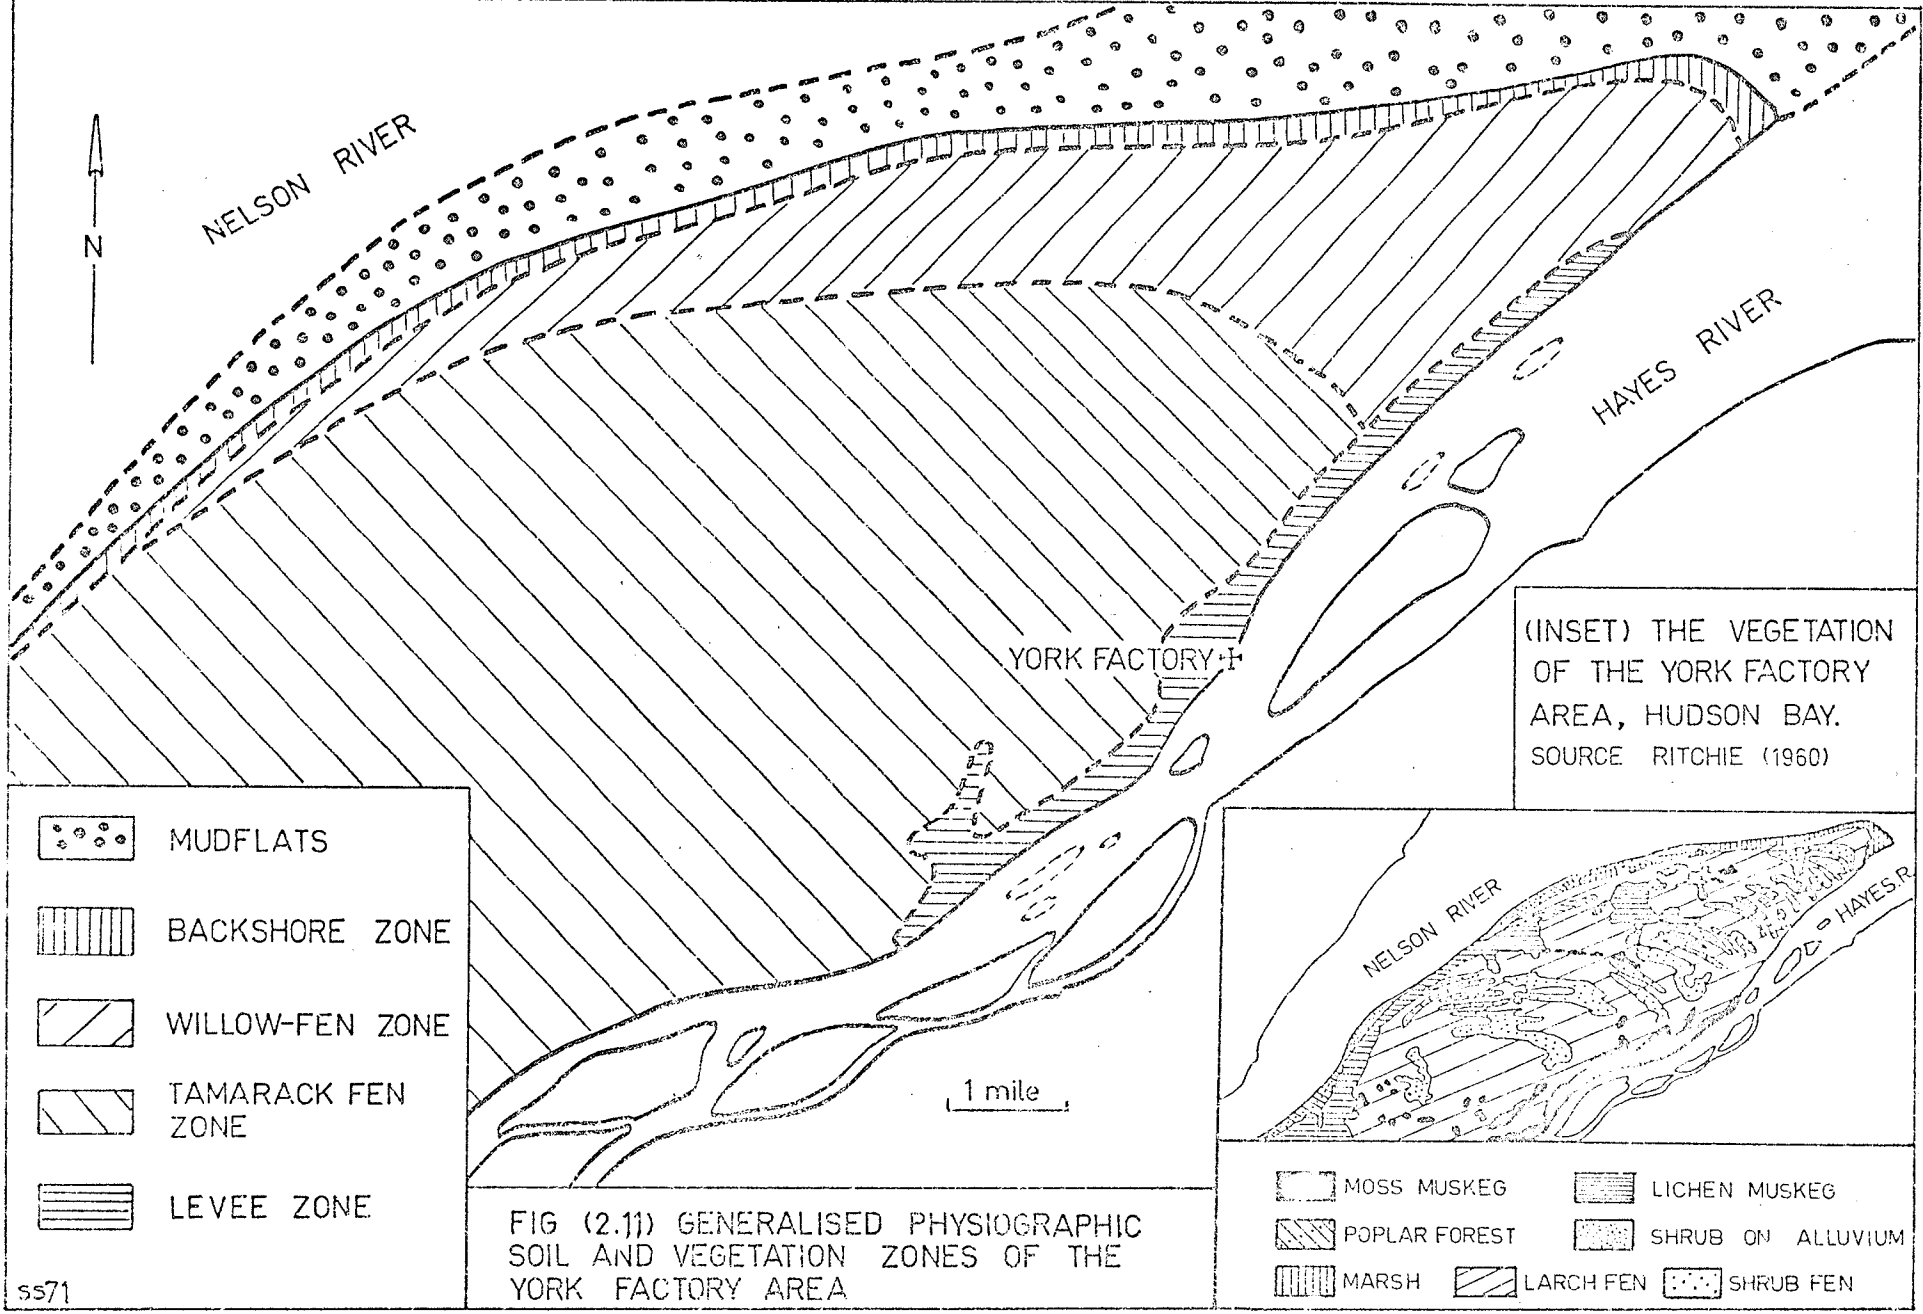 NELSON RIVER
N
HAYES RIVER
YORK FACTORY
(INSET) THE VEGETATION
OF THE YORK FACTORY
AREA, HUDSON BAY.
SOURCE RITCHIE (1960)
MUDFLATS
BACKSHORE ZONE
WILLOW-FEN ZONE
TAMARACK FEN
ZONE
LEVEE ZONE
ss71
1 mile
FIG (2.11) GENERALISED PHYSIOGRAPHIC
SOIL AND VEGETATION ZONES OF THE
YORK FACTORY AREA
NELSON RIVER
HAYES.R.
MOSS MUSKEG
LICHEN MUSKEG
POPLAR FOREST
SHRUB ON ALLUVIUM
MARSH
LARCH FEN
SHRUB FEN